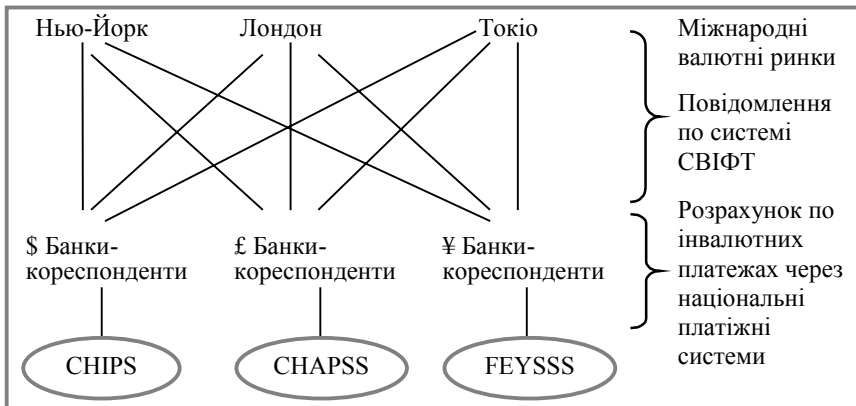 Нью-Йорк Лондон Токіо
Міжнародні
валютні ринки
Повідомлення
по системі
СВІФТ
$ Банки-
кореспонденти
£ Банки-
кореспонденти
¥ Банки-
кореспонденти
Розрахунок по
інвалютних
платежах через
національні
платіжні
системи
CHIPS CHAPSS FEYSSS